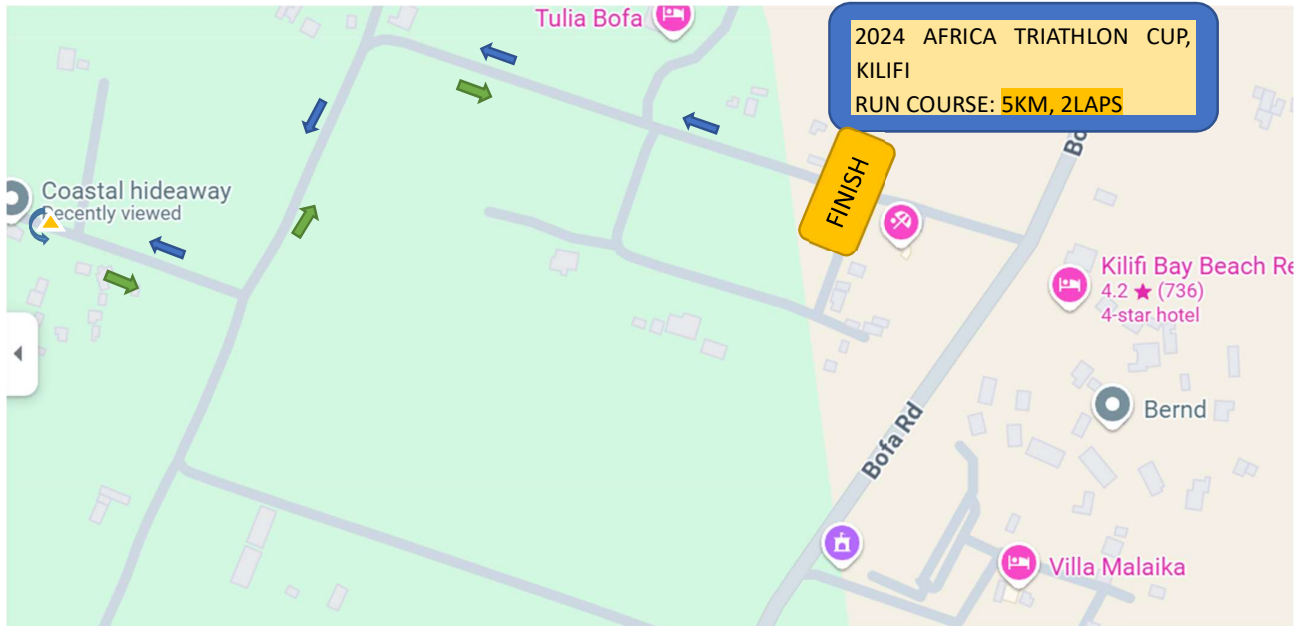 Tulia Bofa
2024 AFRICA TRIATHLON CUP,
KILIFI
RUN COURSE: 5KM, 2LAPS
Bo
FINISH
Coastal hideaway
Recently viewed
Kilifi Bay Beach Re
4.2 ★ (736)
4-star hotel
Bernd
Bofa Rd
Villa Malaika